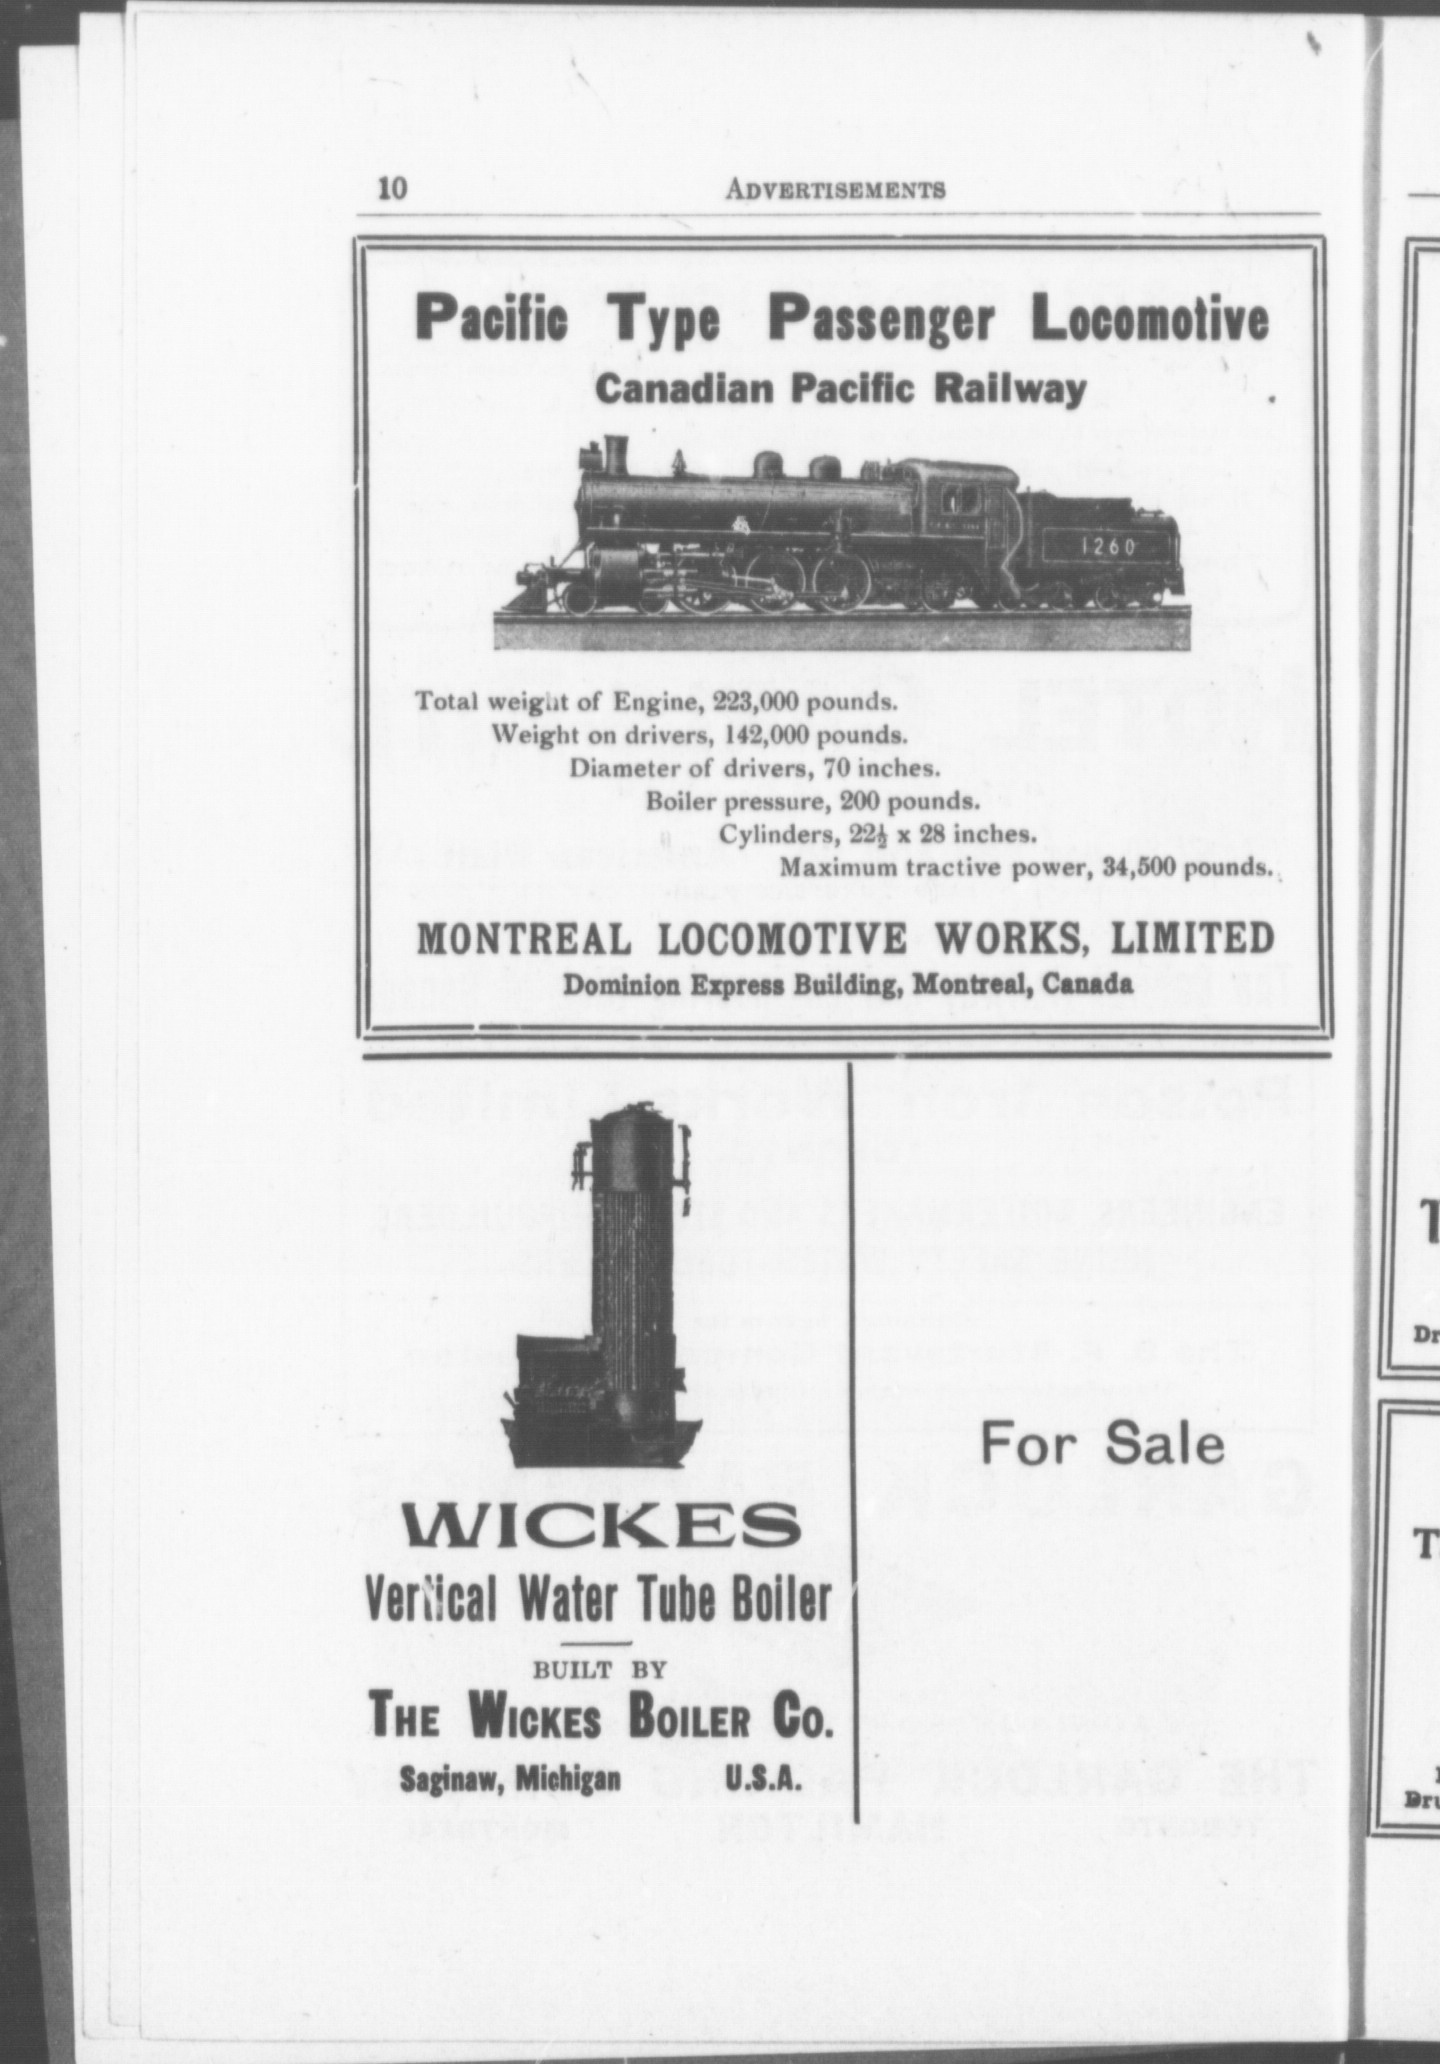 10
ADVERTISEMENTS
Pacific Type Passenger Locomotive
Canadian Pacific Railway
1260
Total weight of Engine, 223,000 pounds.
Weight on drivers, 142,000 pounds.
Diameter of drivers, 70 inches.
Boiler pressure, 200 pounds.
Cylinders, 22½ x 28 inches.
Maximum tractive power, 34,500 pounds.
MONTREAL LOCOMOTIVE WORKS, LIMITED
Dominion Express Building, Montreal, Canada
WICKES
Vertical Water Tube Boiler
BUILT BY
THE WICKES BOILER CO.
Saginaw, Michigan U.S.A.
For Sale